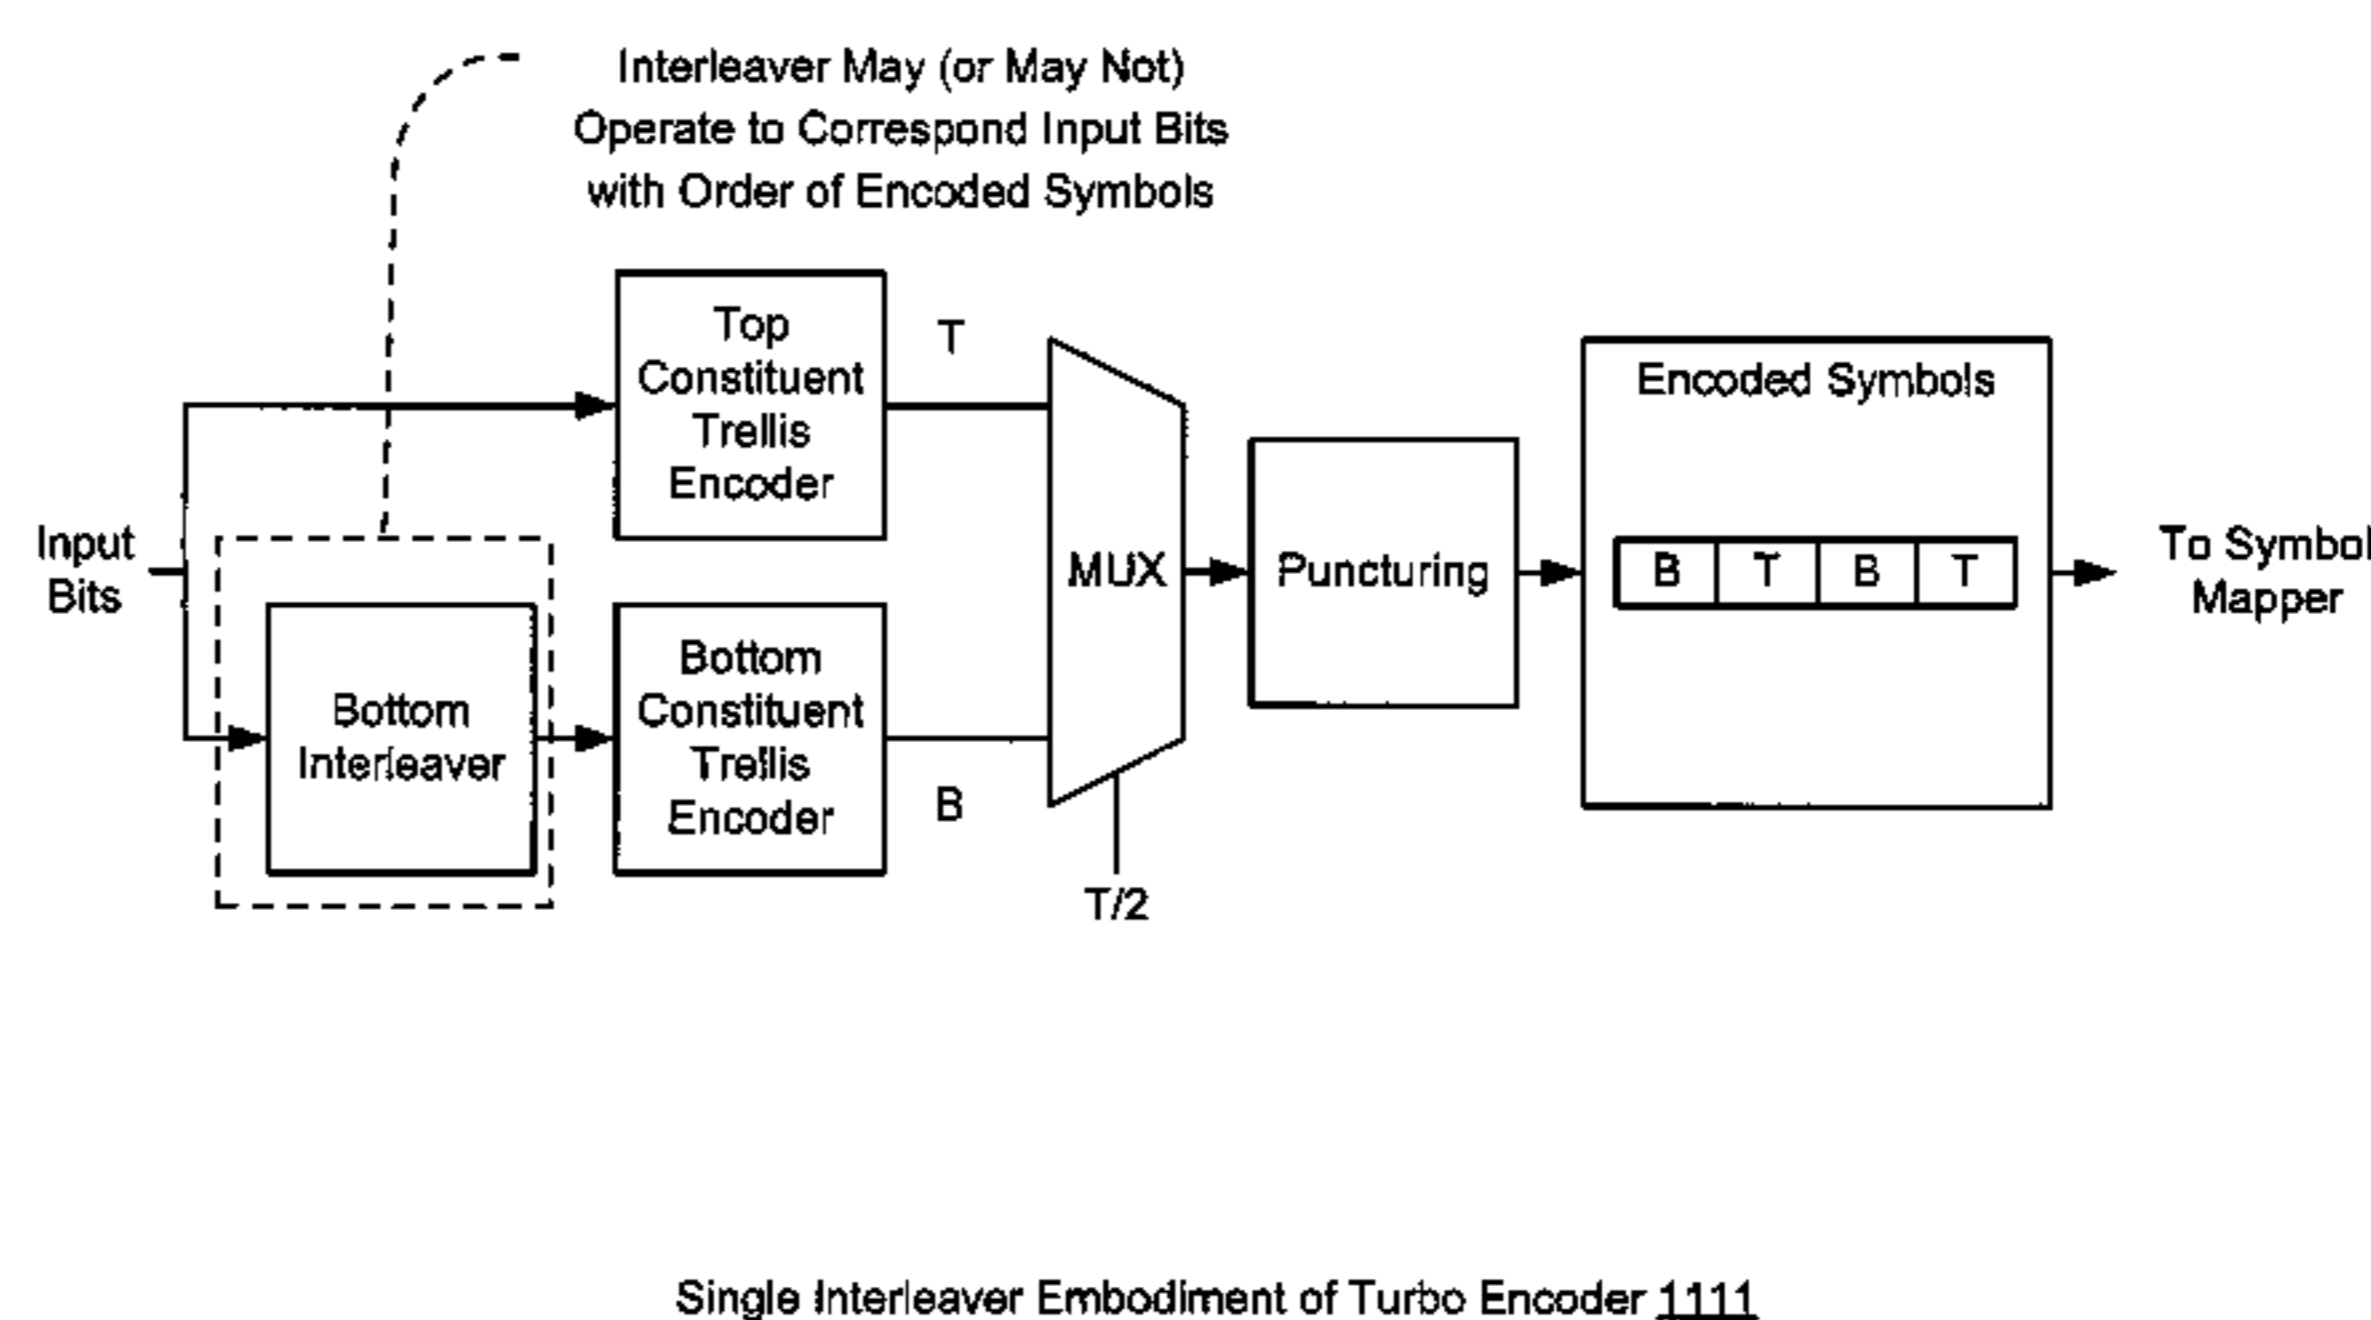 Interleaver May (or May Not)
Operate to Correspond Input Bits
with Order of Encoded Symbols
Top
Constituent
Trellis
Encoder
T
Encoded Symbols
Input
Bits
MUX
Puncturing
B T B T
To Symbol
Mapper
Bottom
Interleaver
Bottom
Constituent
Trellis
Encoder
B
T/2
Single Interleaver Embodiment of Turbo Encoder 1111